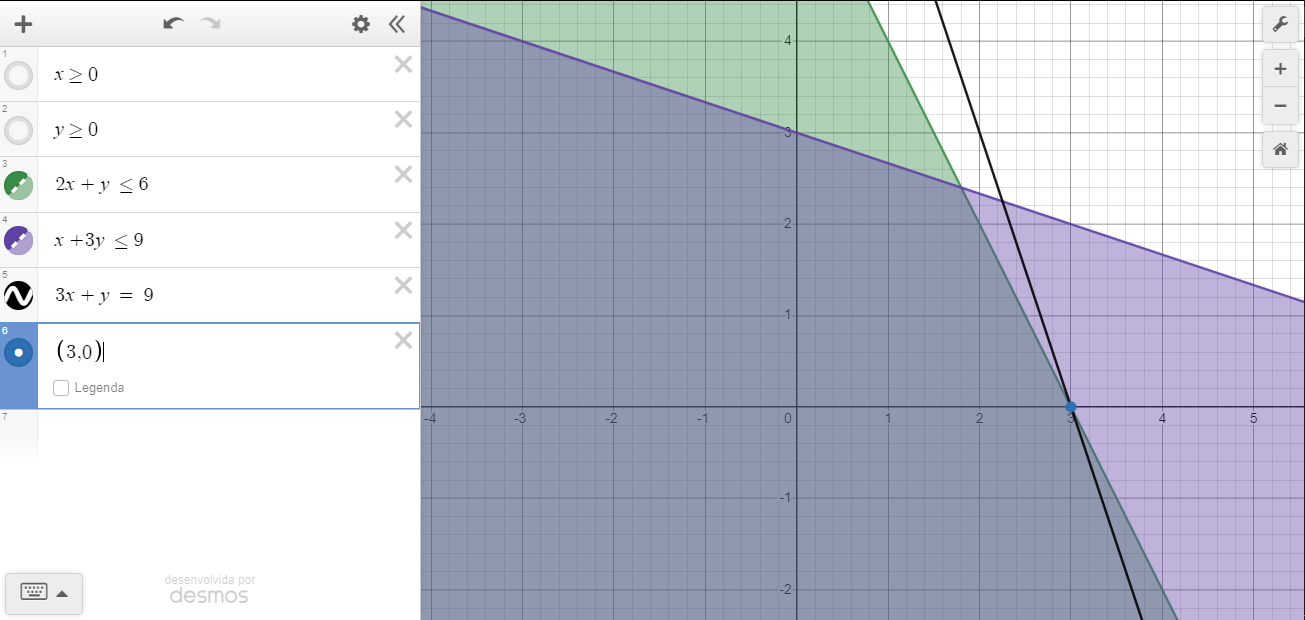 1
x ≥ 0
2
y ≥ 0
3
2x + y ≤ 6
4
x +3y ≤ 9
5
3x + y = 9
6
(3,0)
Legenda
7
desenvolvida por
desmos
4
3
2
1
-4 -3 -2 -1 0 1 2 3 4 5
-1
-2